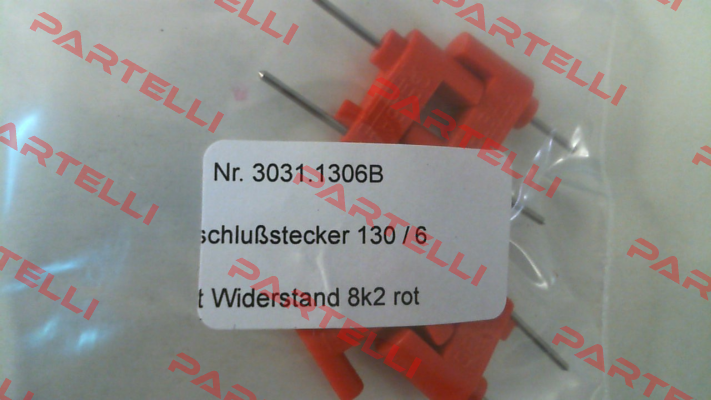 PARTELLI
PARTELLI
PARTELLI
PARTELLI
PARTELLI
Nr. 3031.1306B
schlußstecker 130 / 6
t Widerstand 8k2 rot
PARTELLI
PARTELLI
PARTELLI